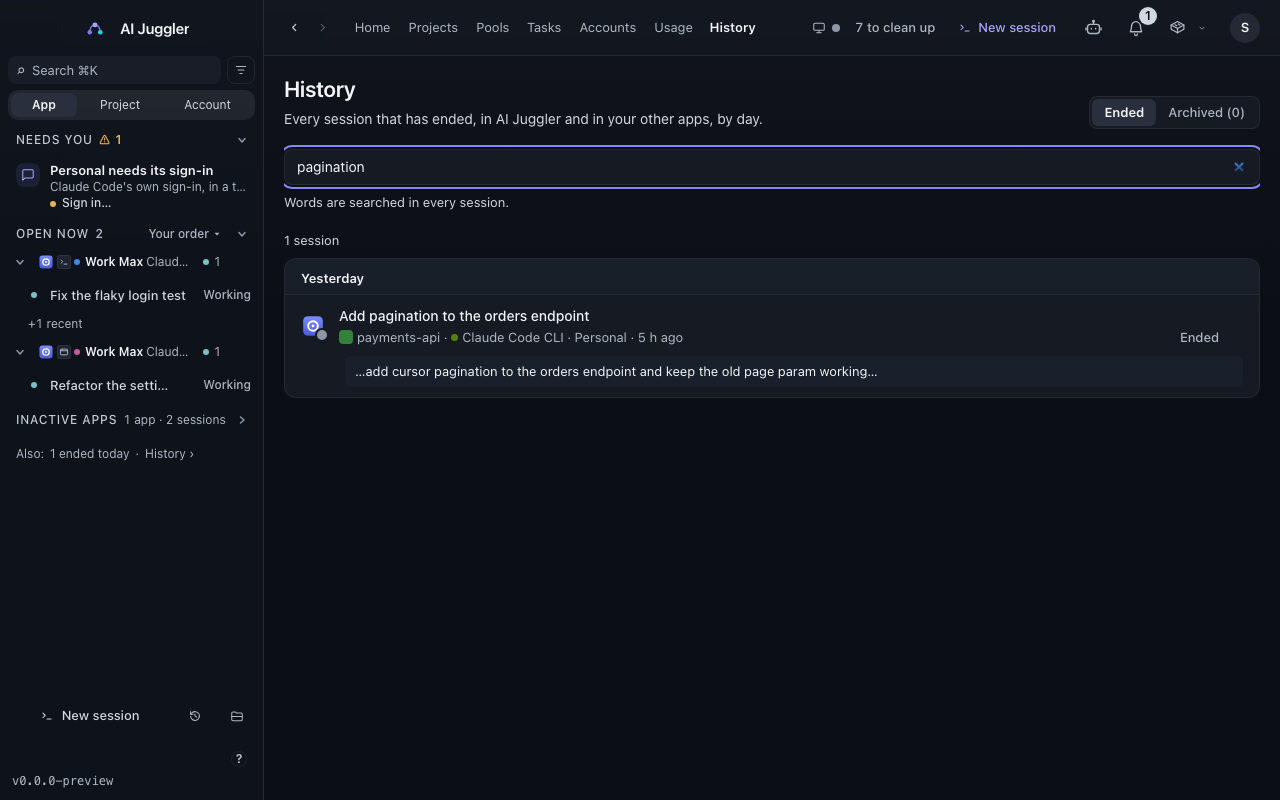 AI Juggler
Search ⌘K
App Project Account
NEEDS YOU 1
Personal needs its sign-in
Claude Code's own sign-in, in a t...
Sign in...
OPEN NOW 2 Your order
Work Max Claud... 1
Fix the flaky login test Working
+1 recent
Work Max Claud... 1
Refactor the setti... Working
INACTIVE APPS 1 app · 2 sessions
Also: 1 ended today · History ›
New session
?
v0.0.0-preview
Home Projects Pools Tasks Accounts Usage History
7 to clean up
New session
1
S
History
Every session that has ended, in AI Juggler and in your other apps, by day.
Ended Archived (0)
pagination
Words are searched in every session.
1 session
Yesterday
Add pagination to the orders endpoint
payments-api · Claude Code CLI · Personal · 5 h ago
Ended
...add cursor pagination to the orders endpoint and keep the old page param working...